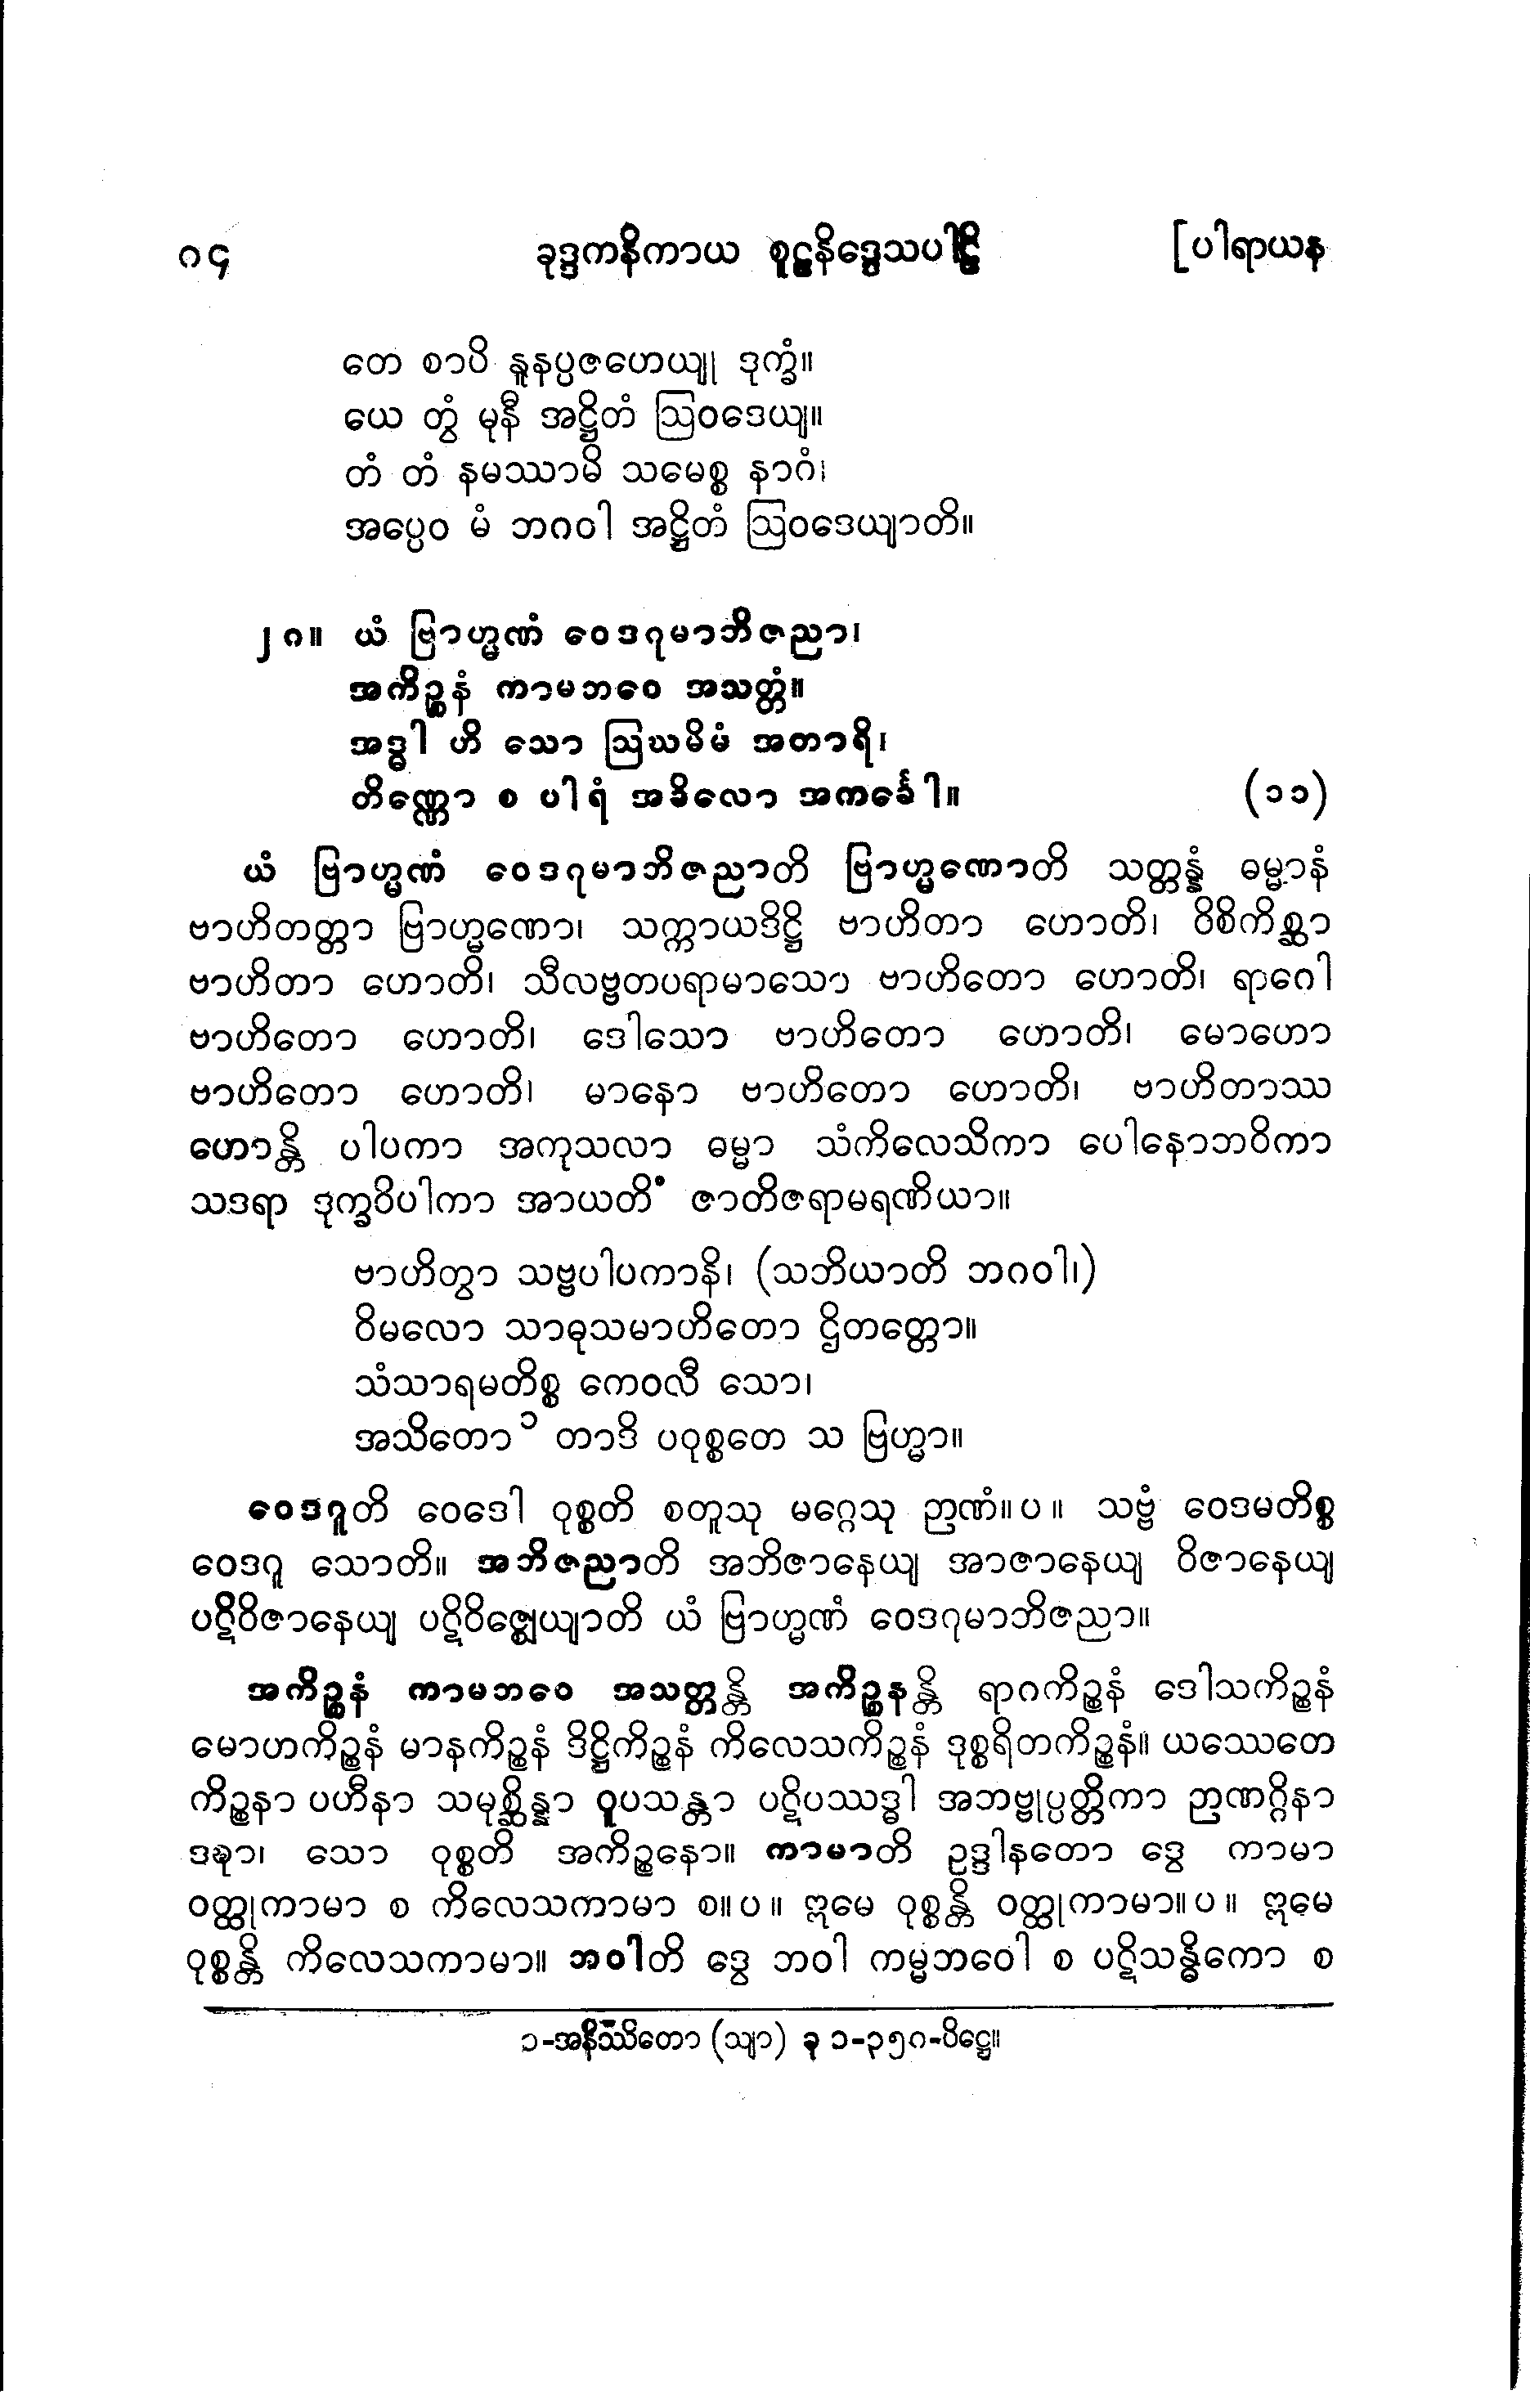 ၈၄ ခုဒ္ဒကနိကာယ စူဠနိဒ္ဒေသပါဠိ [ပါရာယန
တေ စာပိ နူနပ္ပဇဟေယျု ဒုက္ခံ။
ယေ တွံ မုနီ အဋ္ဌိတံ ဩဝဒေယျ။
တံ တံ နမဿာမိ သမေစ္စ နာဂံ၊
အပ္ပေဝ မံ ဘဂဝါ အဋ္ဌိတံ ဩဝဒေယျာတိ။
၂၈။ ယံ ဗြာဟ္မဏံ ဝေဒဂုမာဘိဇညာ၊
အကိဉ္စနံ ကာမဘဝေ အသတ္တံ။
အဒ္ဓါ ဟိ သော ဩဃမိမံ အတာရိ၊
တိဏ္ဏော စ ပါရံ အခိလော အကင်္ခေါ။ (၁၁)
ယံ ဗြာဟ္မဏံ ဝေဒဂုမာဘိဇညာတိ ဗြာဟ္မဏောတိ သတ္တန္နံ ဓမ္မာနံ
ဗာဟိတတ္တာ ဗြာဟ္မဏော၊ သက္ကာယဒိဋ္ဌိ ဗာဟိတာ ဟောတိ၊ ဝိစိကိစ္ဆာ
ဗာဟိတာ ဟောတိ၊ သီလဗ္ဗတပရာမာသော ဗာဟိတော ဟောတိ၊ ရာဂေါ
ဗာဟိတော ဟောတိ၊ ဒေါသော ဗာဟိတော ဟောတိ၊ မောဟော
ဗာဟိတော ဟောတိ၊ မာနော ဗာဟိတော ဟောတိ၊ ဗာဟိတာဿ
ဟောန္တိ ပါပကာ အကုသလာ ဓမ္မာ သံကိလေသိကာ ပေါနောဘဝိကာ
သဒရာ ဒုက္ခဝိပါကာ အာယတိံ ဇာတိဇရာမရဏိယာ။
ဗာဟိတွာ သဗ္ဗပါပကာနိ၊ (သဘိယာတိ ဘဂဝါ၊)
ဝိမလော သာဓုသမာဟိတော ဌိတတ္တော။
သံသာရမတိစ္စ ကေဝလီ သော၊
အသိတော ၁ တာဒိ ပဝုစ္စတေ သ ဗြဟ္မာ။
ဝေဒဂူတိ ဝေဒေါ ဝုစ္စတိ စတူသု မဂ္ဂေသု ဉာဏံ။ပ။ သဗ္ဗံ ဝေဒမတိစ္စ
ဝေဒဂူ သောတိ။ အဘိဇညာတိ အဘိဇာနေယျ အာဇာနေယျ ဝိဇာနေယျ
ပဋိဝိဇာနေယျ ပဋိဝိဇ္ဈေယျာတိ ယံ ဗြာဟ္မဏံ ဝေဒဂုမာဘိဇညာ။
အကိဉ္စနံ ကာမဘဝေ အသတ္တန္တိ အကိဉ္စနန္တိ ရာဂကိဉ္စနံ ဒေါသကိဉ္စနံ
မောဟကိဉ္စနံ မာနကိဉ္စနံ ဒိဋ္ဌိကိဉ္စနံ ကိလေသကိဉ္စနံ ဒုစ္စရိတကိဉ္စနံ။ ယဿေတေ
ကိဉ္စနာ ပဟီနာ သမုစ္ဆိန္နာ ဝူပသန္တာ ပဋိပဿဒ္ဓါ အဘဗ္ဗုပ္ပတ္တိကာ ဉာဏဂ္ဂိနာ
ဒဍ္ဎာ၊ သော ဝုစ္စတိ အကိဉ္စနော။ ကာမာတိ ဥဒ္ဒါနတော ဒွေ ကာမာ
ဝတ္ထုကာမာ စ ကိလေသကာမာ စ။ပ။ ဣမေ ဝုစ္စန္တိ ဝတ္ထုကာမာ။ပ။ ဣမေ
ဝုစ္စန္တိ ကိလေသကာမာ။ ဘဝါတိ ဒွေ ဘဝါ ကမ္မဘဝေါ စ ပဋိသန္ဓိကော စ
၁-အနိဿိတော (သျာ) ခု ၁-၃၅၈-ပိဋ္ဌေ။